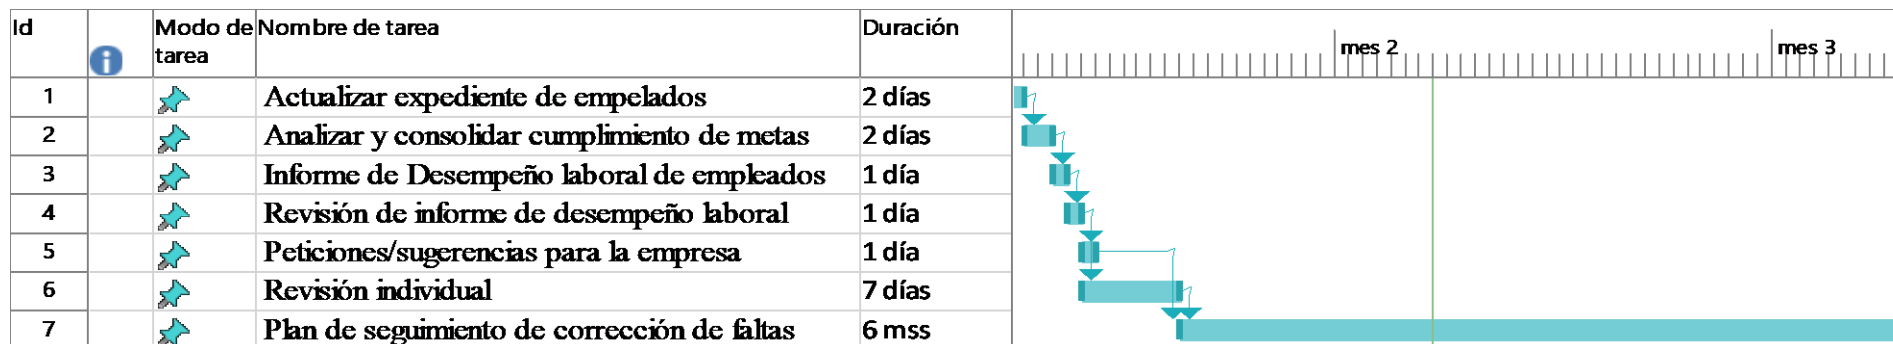 Id Modo de tarea Nombre de tarea Duración mes 2 mes 3
1 Actualizar expediente de empelados 2 días
2 Analizar y consolidar cumplimiento de metas 2 días
3 Informe de Desempeño laboral de empleados 1 día
4 Revisión de informe de desempeño laboral 1 día
5 Peticiones/sugerencias para la empresa 1 día
6 Revisión individual 7 días
7 Plan de seguimiento de corrección de faltas 6 mss